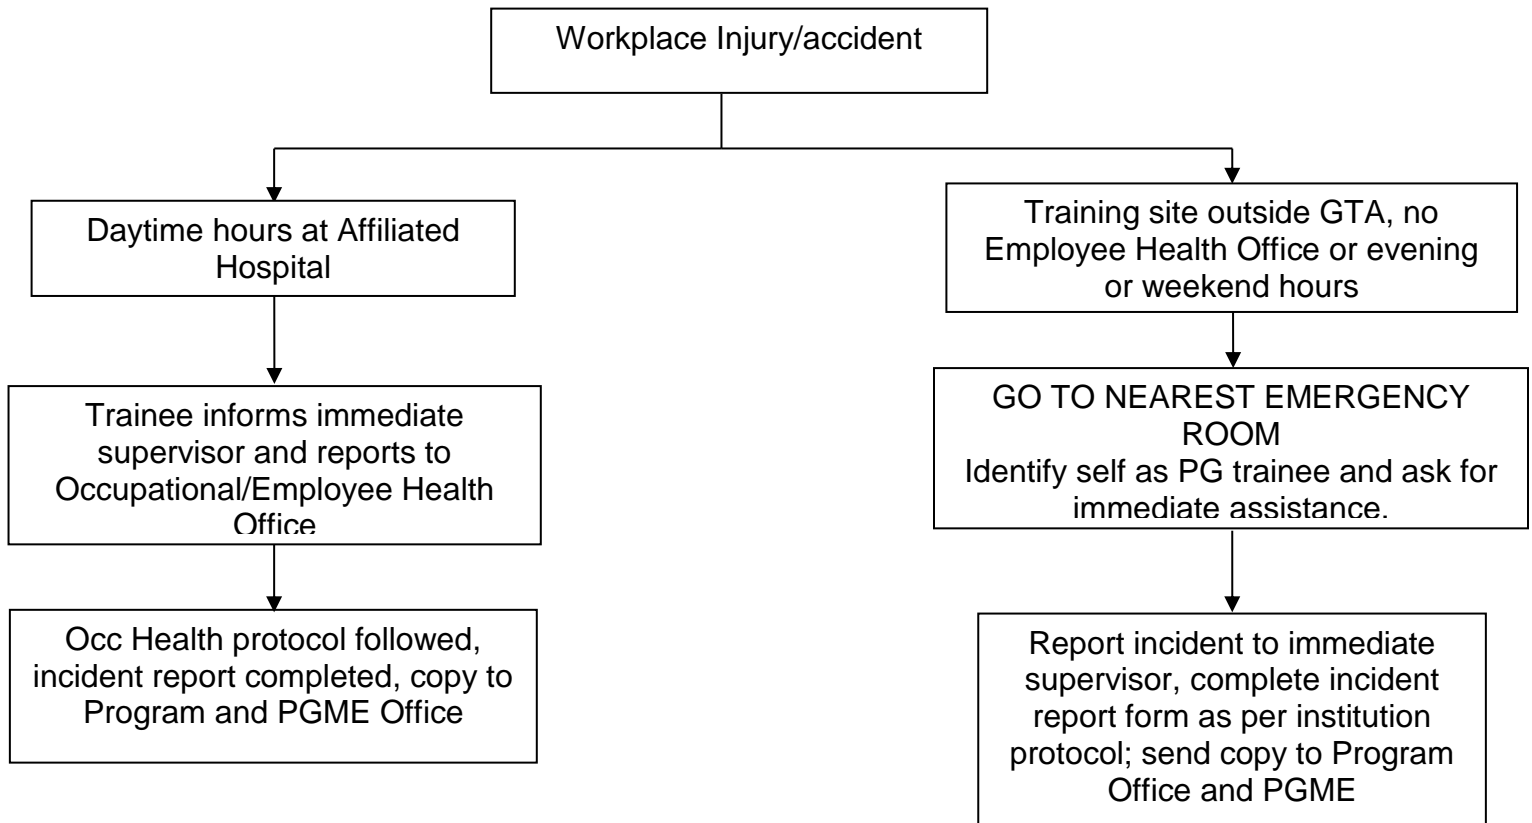 Workplace Injury/accident
Daytime hours at Affiliated
Hospital
Trainee informs immediate
supervisor and reports to
Occupational/Employee Health
Office
Occ Health protocol followed,
incident report completed, copy to
Program and PGME Office
Training site outside GTA, no
Employee Health Office or evening
or weekend hours
GO TO NEAREST EMERGENCY
ROOM
Identify self as PG trainee and ask for
immediate assistance.
Report incident to immediate
supervisor, complete incident
report form as per institution
protocol; send copy to Program
Office and PGME